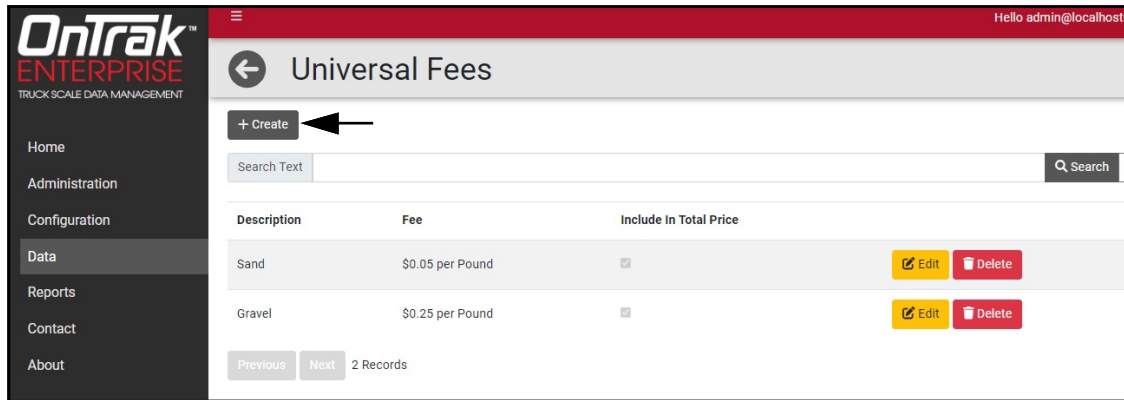 OnTrak™
ENTERPRISE
TRUCK SCALE DATA MANAGEMENT
Home
Administration
Configuration
Data
Reports
Contact
About
Hello admin@localhost
Universal Fees
+ Create
Search Text
Search
Description Fee Include In Total Price
Sand $0.05 per Pound Edit Delete
Gravel $0.25 per Pound Edit Delete
Previous Next 2 Records